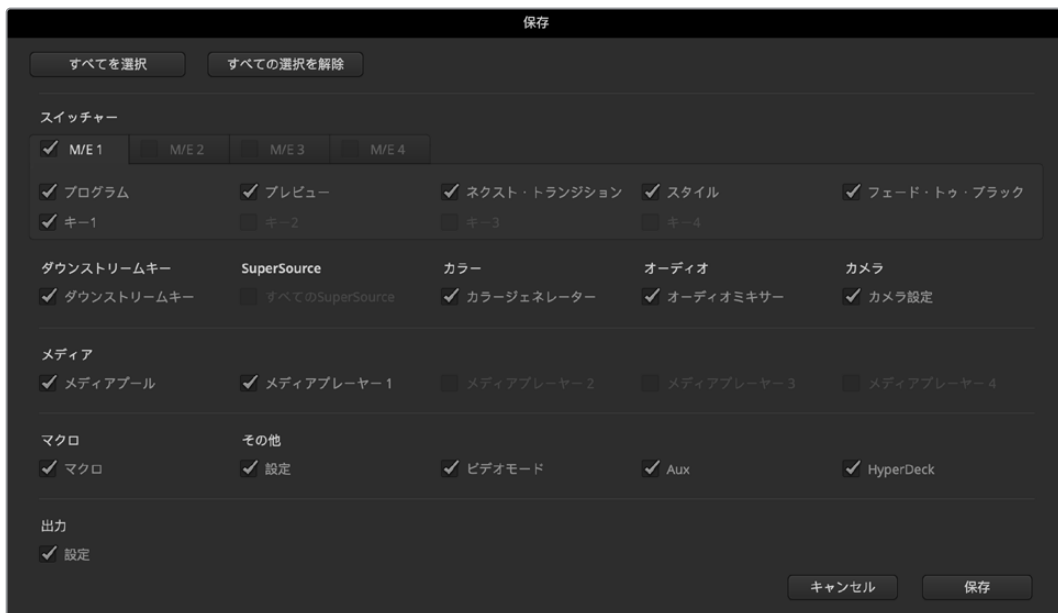 保存
すべてを選択 すべての選択を解除
スイッチャー
M/E 1 M/E 2 M/E 3 M/E 4
プログラム プレビュー ネクスト・トランジション スタイル フェード・トゥ・ブラック
キー1 キー2 キー3 キー4
ダウンストリームキー SuperSource カラー オーディオ カメラ
ダウンストリームキー すべてのSuperSource カラージェネレーター オーディオミキサー カメラ設定
メディア
メディアプール メディアプレーヤー 1 メディアプレーヤー 2 メディアプレーヤー 3 メディアプレーヤー 4
マクロ その他
マクロ 設定 ビデオモード Aux HyperDeck
出力
設定
キャンセル 保存